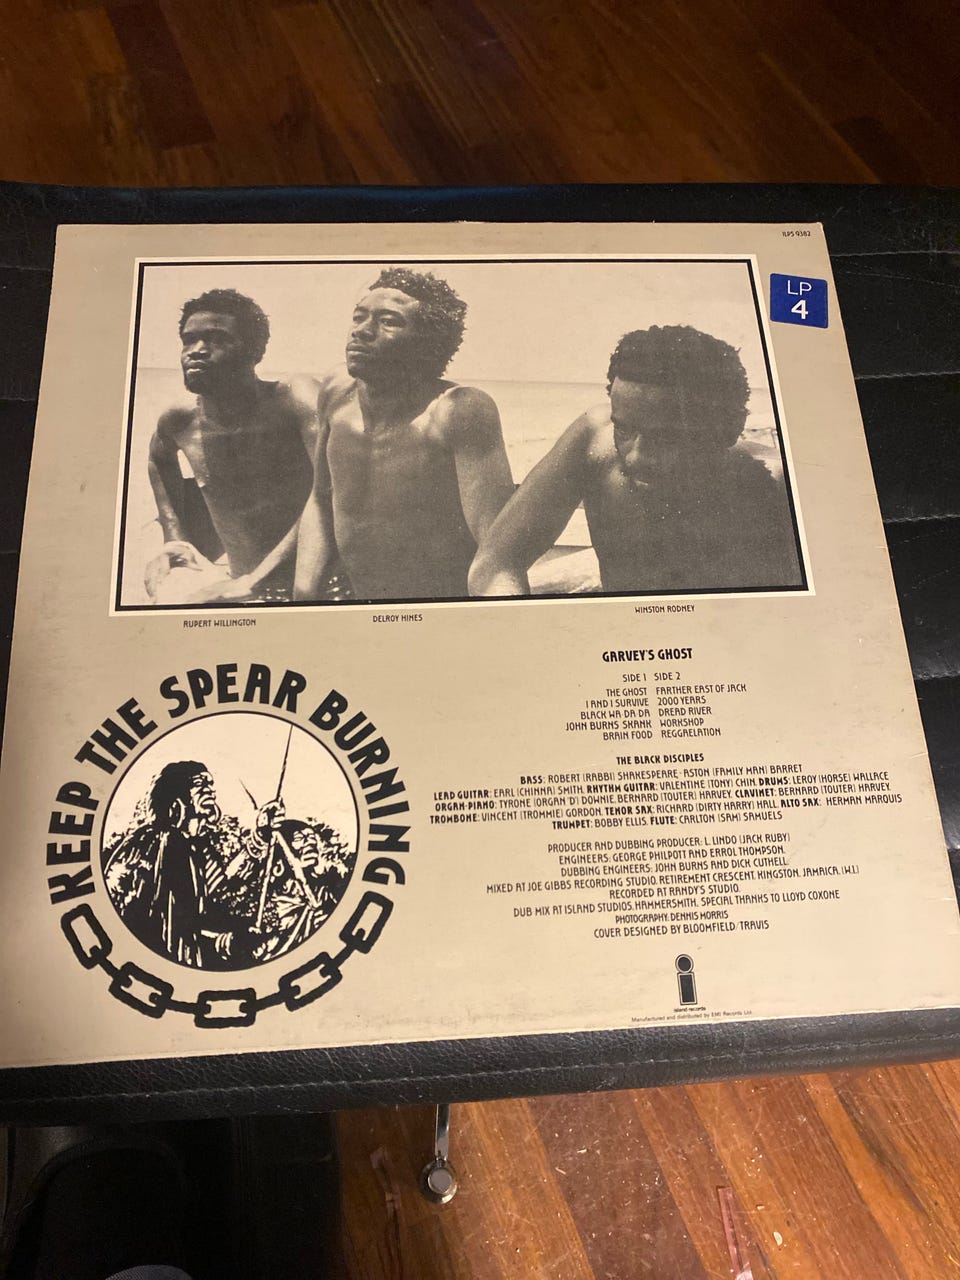 ILPS 9382
LP
4
RUPERT WILLINGTON
DELROY HINES
WINSTON RODNEY
KEEP THE SPEAR BURNING
GARVEY'S GHOST
SIDE 1 SIDE 2
THE GHOST FARTHER EAST OF JACK
I AND I SURVIVE 2000 YEARS
BLACK WA DA DA DREAD RIVER
JOHN BURNS SKANK WORKSHOP
BRAIN FOOD REGGAELATION
THE BLACK DISCIPLES
BASS: ROBERT (RABBI) SHAKESPEARE · ASTON (FAMILY MAN) BARRET
LEAD GUITAR: EARL (CHINNA) SMITH. RHYTHM GUITAR: VALENTINE (TONY) CHIN. DRUMS: LEROY (HORSE) WALLACE
ORGAN-PIANO: TYRONE (ORGAN 'D') DOWNIE, BERNARD (TOUTER) HARVEY. CLAVINET: BERNARD (TOUTER) HARVEY.
TROMBONE: VINCENT (TROMMIE) GORDON. TENOR SAX: RICHARD (DIRTY HARRY) HALL. ALTO SAX: HERMAN MARQUIS
TRUMPET: BOBBY ELLIS. FLUTE: CARLTON (SAM) SAMUELS
PRODUCER AND DUBBING PRODUCER: L. LINDO (JACK RUBY)
ENGINEERS: GEORGE PHILPOTT AND ERROL THOMPSON.
DUBBING ENGINEERS: JOHN BURNS AND DICK CUTHELL
MIXED AT JOE GIBBS RECORDING STUDIO. RETIREMENT CRESCENT. KINGSTON. JAMAICA. (W.I.)
RECORDED AT RANDY'S STUDIO.
DUB MIX AT ISLAND STUDIOS. HAMMERSMITH. SPECIAL THANKS TO LLOYD COXONE
PHOTOGRAPHY: DENNIS MORRIS
COVER DESIGNED BY BLOOMFIELD/TRAVIS
island records
Manufactured and distributed by EMI Records Ltd.